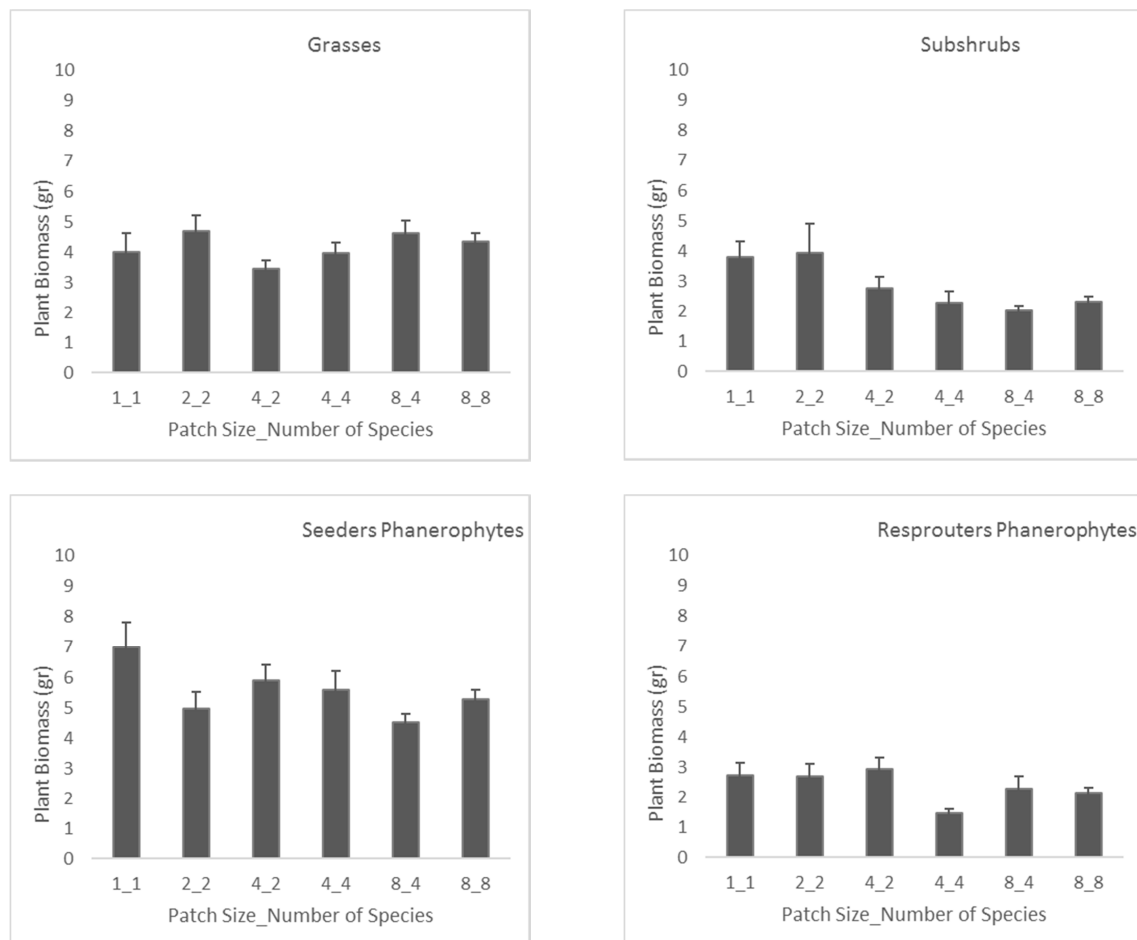 Grasses
10
9
8
7
6
5
4
3
2
1
0
Plant Biomass (gr)
1_1 2_2 4_2 4_4 8_4 8_8
Patch Size_Number of Species
Subshrubs
10
9
8
7
6
5
4
3
2
1
0
Plant Biomass (gr)
1_1 2_2 4_2 4_4 8_4 8_8
Patch Size_Number of Species
Seeders Phanerophytes
10
9
8
7
6
5
4
3
2
1
0
Plant Biomass (gr)
1_1 2_2 4_2 4_4 8_4 8_8
Patch Size_Number of Species
Resprouters Phanerophytes
10
9
8
7
6
5
4
3
2
1
0
Plant Biomass (gr)
1_1 2_2 4_2 4_4 8_4 8_8
Patch Size_Number of Species